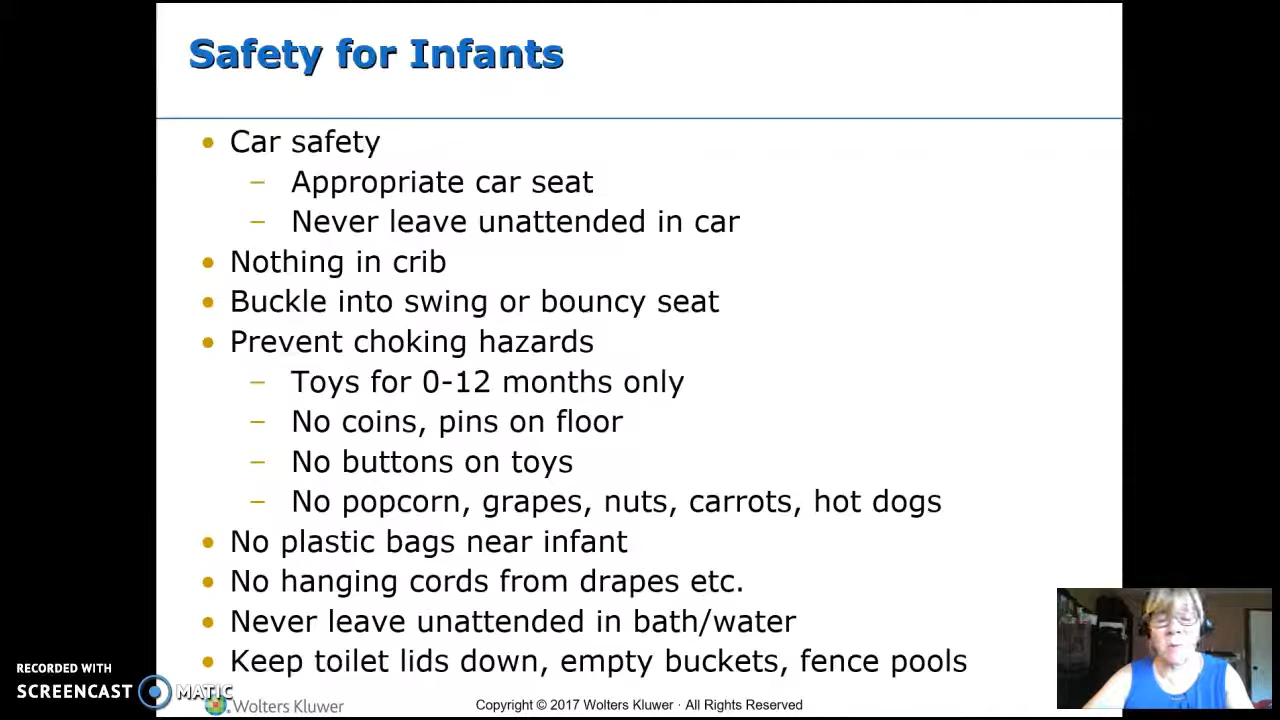 Safety for Infants
• Car safety
– Appropriate car seat
– Never leave unattended in car
• Nothing in crib
• Buckle into swing or bouncy seat
• Prevent choking hazards
– Toys for 0-12 months only
– No coins, pins on floor
– No buttons on toys
– No popcorn, grapes, nuts, carrots, hot dogs
• No plastic bags near infant
• No hanging cords from drapes etc.
• Never leave unattended in bath/water
• Keep toilet lids down, empty buckets, fence pools
RECORDED WITH
SCREENCAST MATIC
Wolters Kluwer
Copyright © 2017 Wolters Kluwer · All Rights Reserved